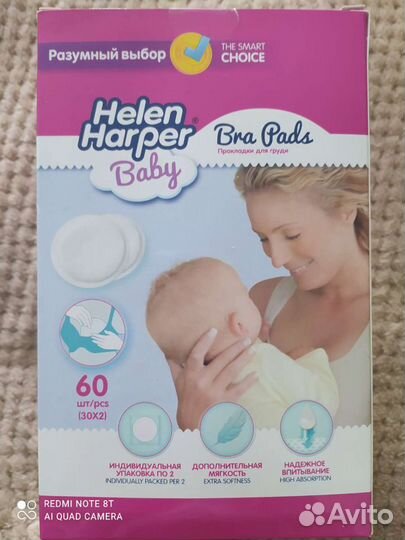 Разумный выбор
THE SMART
CHOICE
Helen
Harper®
Baby
Bra Pads
Прокладки для груди
60
шт/pcs
(30X2)
ИНДИВИДУАЛЬНАЯ
УПАКОВКА ПО 2
INDIVIDUALLY PACKED PER 2
ДОПОЛНИТЕЛЬНАЯ
МЯГКОСТЬ
EXTRA SOFTNESS
НАДЕЖНОЕ
ВПИТЫВАНИЕ
HIGH ABSORPTION
REDMI NOTE 8T
AI QUAD CAMERA
Avito